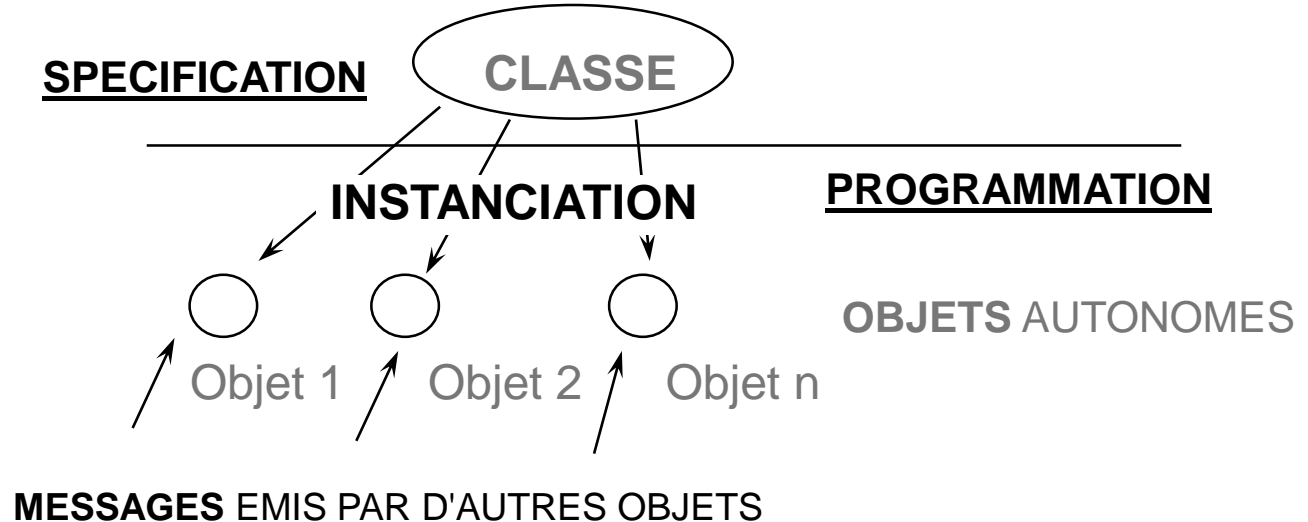 SPECIFICATION
CLASSE
INSTANCIATION
PROGRAMMATION
OBJETS AUTONOMES
Objet 1
Objet 2
Objet n
MESSAGES EMIS PAR D'AUTRES OBJETS